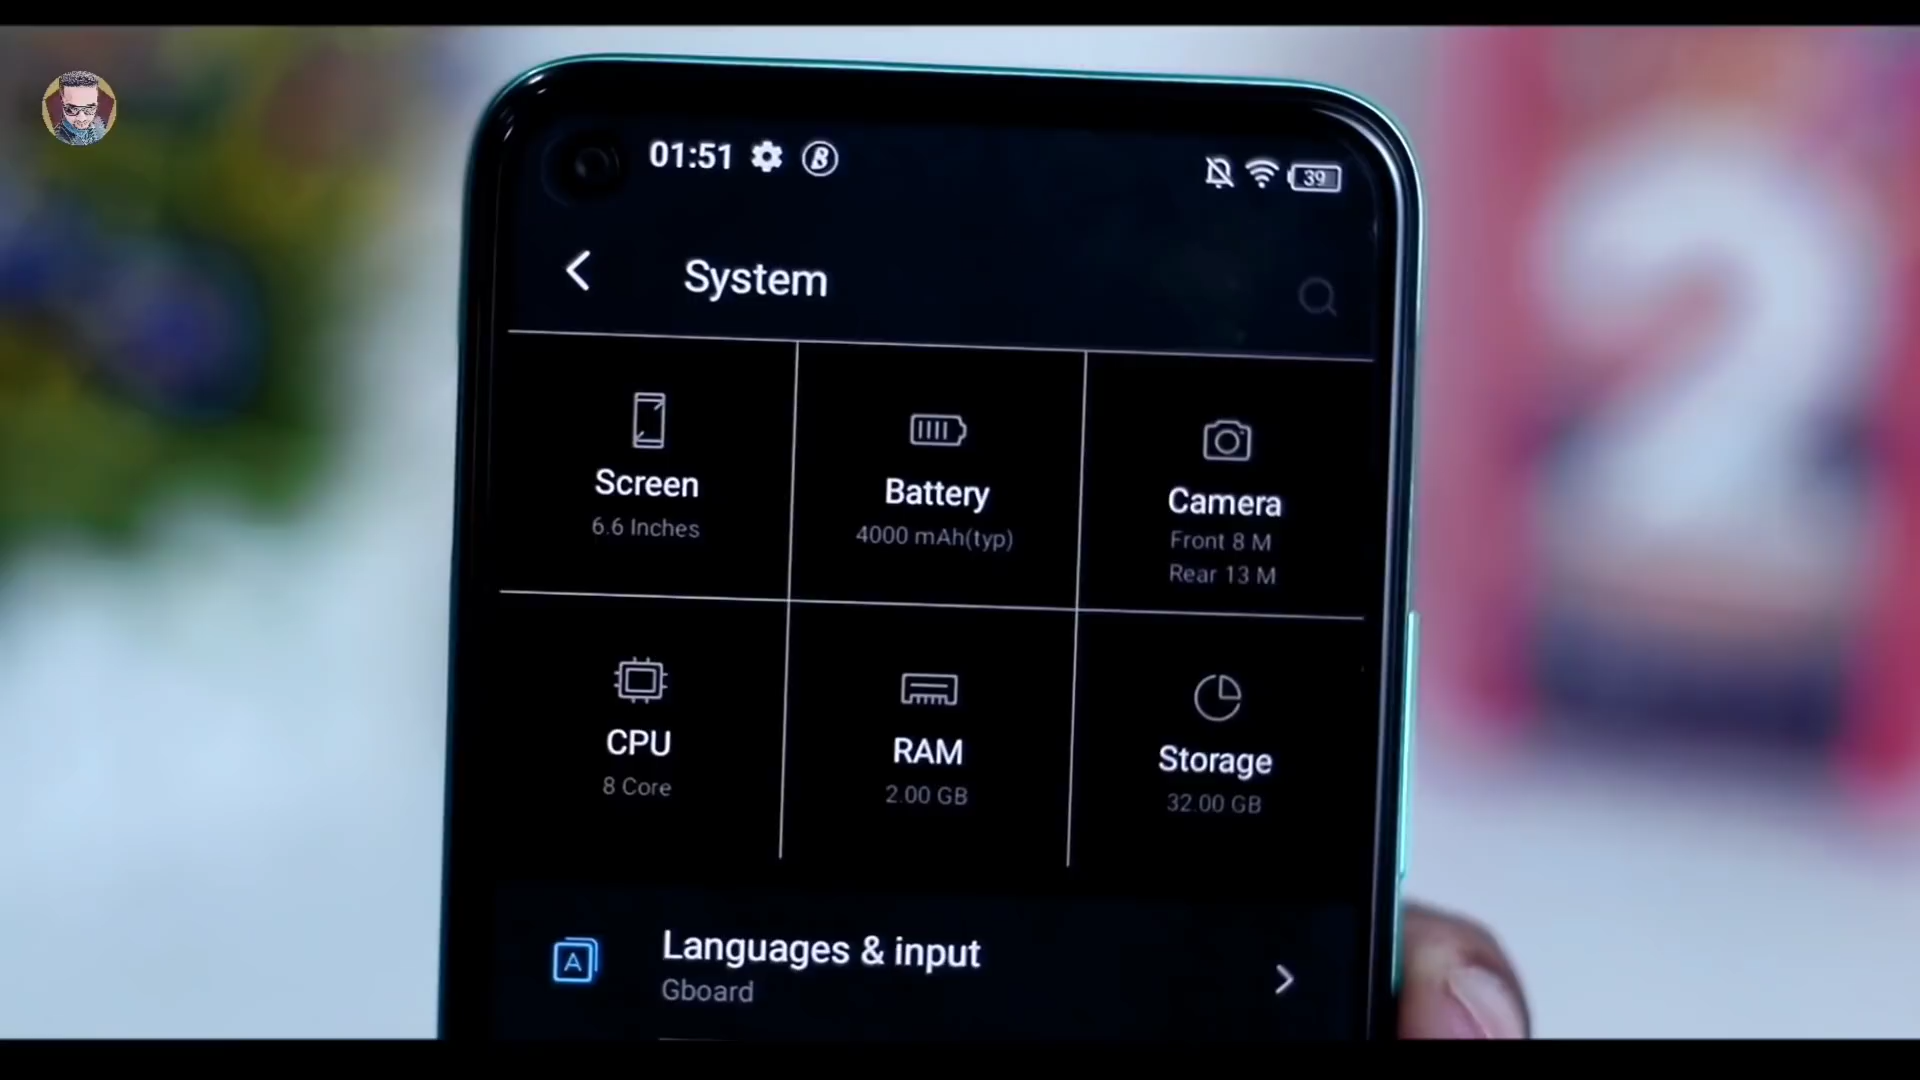 01:51
39
System
Screen
6.6 Inches
Battery
4000 mAh(typ)
Camera
Front 8 M
Rear 13 M
CPU
8 Core
RAM
2.00 GB
Storage
32.00 GB
Languages & input
Gboard
2